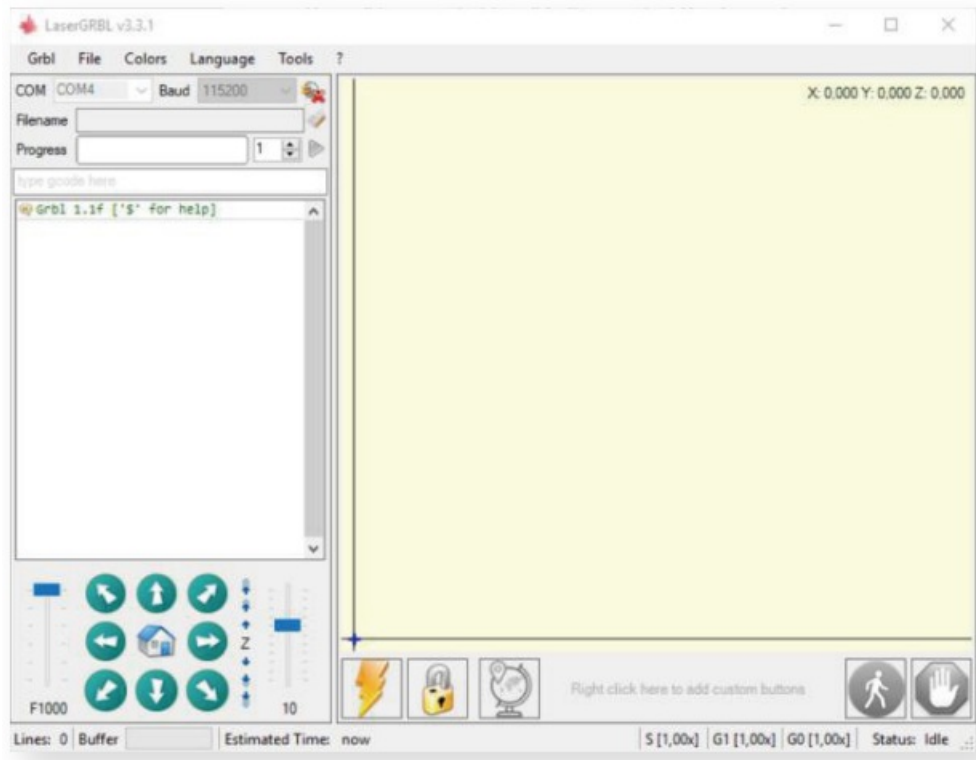 LaserGRBL v3.3.1
Grbl File Colors Language Tools ?
COM COM4 Baud 115200
X: 0,000 Y: 0,000 Z: 0,000
Filename
Progress 1
type gcode here
Grbl 1.1f ['$' for help]
Z
F1000 10
Right click here to add custom buttons
Lines: 0 Buffer Estimated Time: now S [1,00x] G1 [1,00x] G0 [1,00x] Status: Idle